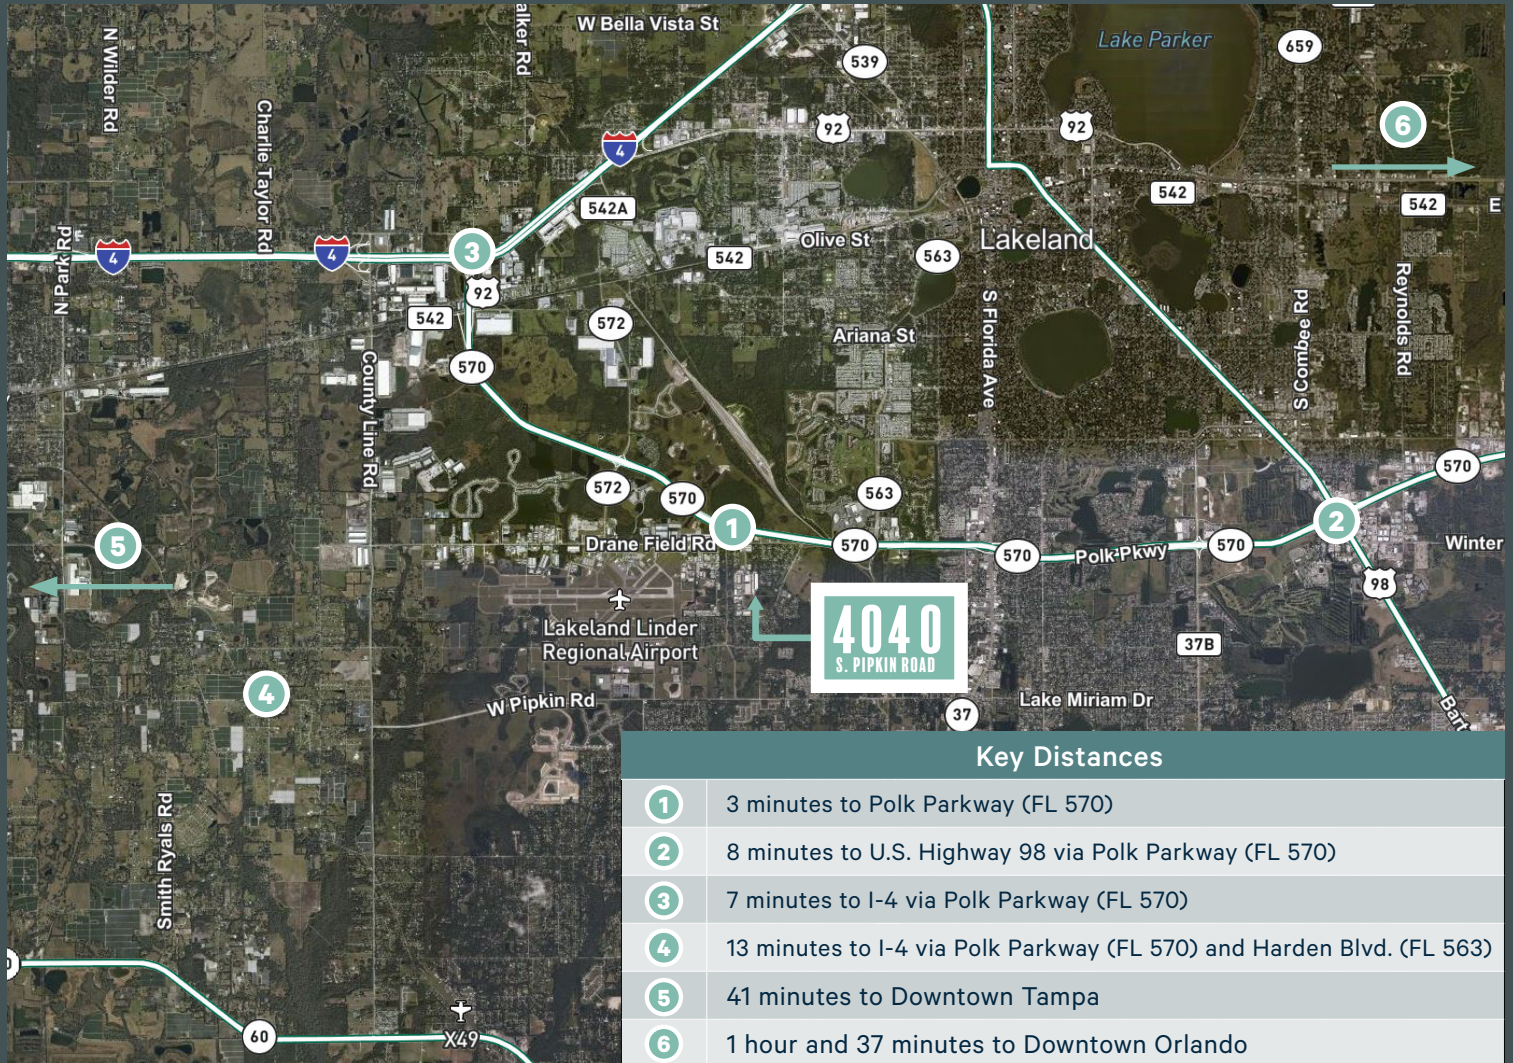 W Bella Vista St
alker Rd
N Wilder Rd
539
Lake Parker
659
Charlie Taylor Rd
92
92
6
4
542A
542
542
E
N Park Rd
4
4
3
Olive St
Lakeland
563
542
92
542
572
Ariana St
S Florida Ave
S Combee Rd
Reynolds Rd
570
County Line Rd
570
572
570
563
1
2
5
Drane Field Rd
570
570
Polk Pkwy
570
Winter
98
Lakeland Linder
Regional Airport
4040
S. PIPKIN ROAD
37B
4
W Pipkin Rd
Lake Miriam Dr
37
Bart
Smith Ryals Rd
60
X49
Key Distances
1 3 minutes to Polk Parkway (FL 570)
2 8 minutes to U.S. Highway 98 via Polk Parkway (FL 570)
3 7 minutes to I-4 via Polk Parkway (FL 570)
4 13 minutes to I-4 via Polk Parkway (FL 570) and Harden Blvd. (FL 563)
5 41 minutes to Downtown Tampa
6 1 hour and 37 minutes to Downtown Orlando